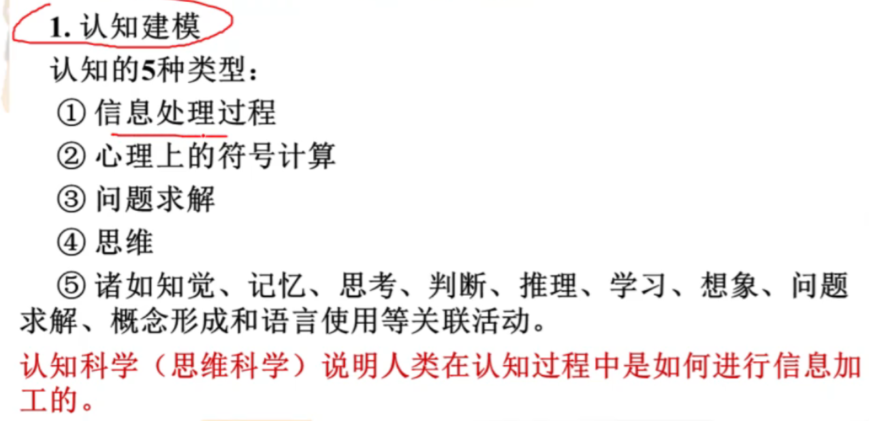 1. 认知建模
认知的5种类型：
① 信息处理过程
② 心理上的符号计算
③ 问题求解
④ 思维
⑤ 诸如知觉、记忆、思考、判断、推理、学习、想象、问题
求解、概念形成和语言使用等关联活动。
认知科学（思维科学）说明人类在认知过程中是如何进行信息加
工的。